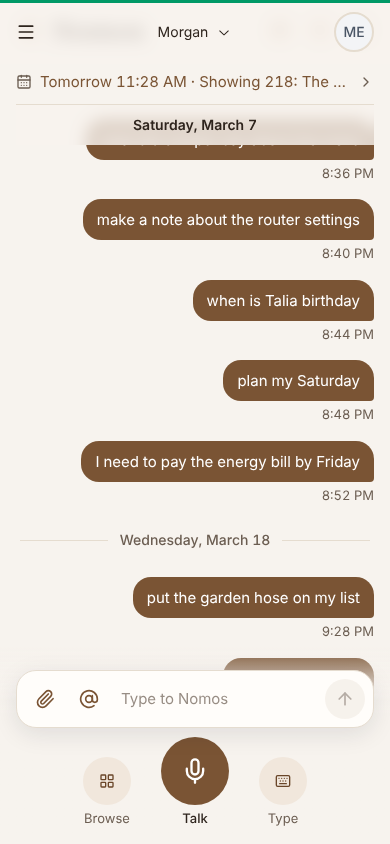 Morgan
ME
Tomorrow 11:28 AM · Showing 218: The ...
Saturday, March 7
8:36 PM
make a note about the router settings
8:40 PM
when is Talia birthday
8:44 PM
plan my Saturday
8:48 PM
I need to pay the energy bill by Friday
8:52 PM
Wednesday, March 18
put the garden hose on my list
9:28 PM
Type to Nomos
Browse
Talk
Type